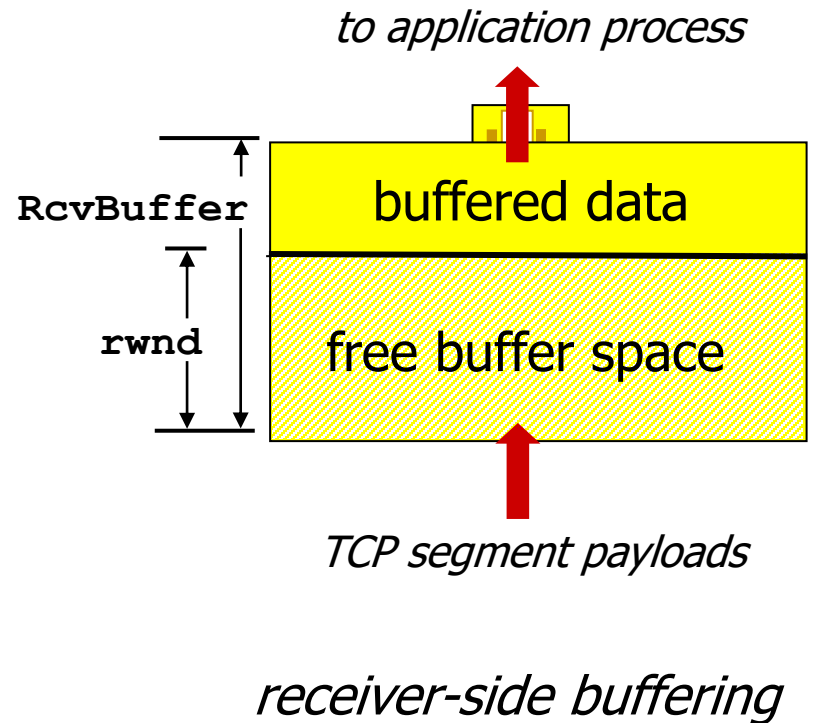 to application process
RcvBuffer
buffered data
rwnd
free buffer space
TCP segment payloads
receiver-side buffering